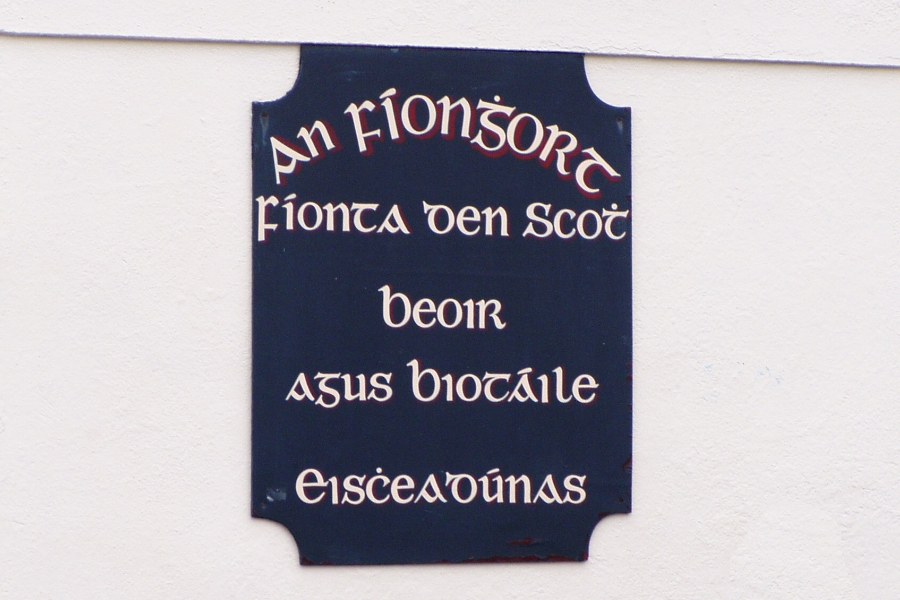 An Fíonġort
Fíonta den Scoṫ
beoir
agus biotáile
Eisċeadúnas